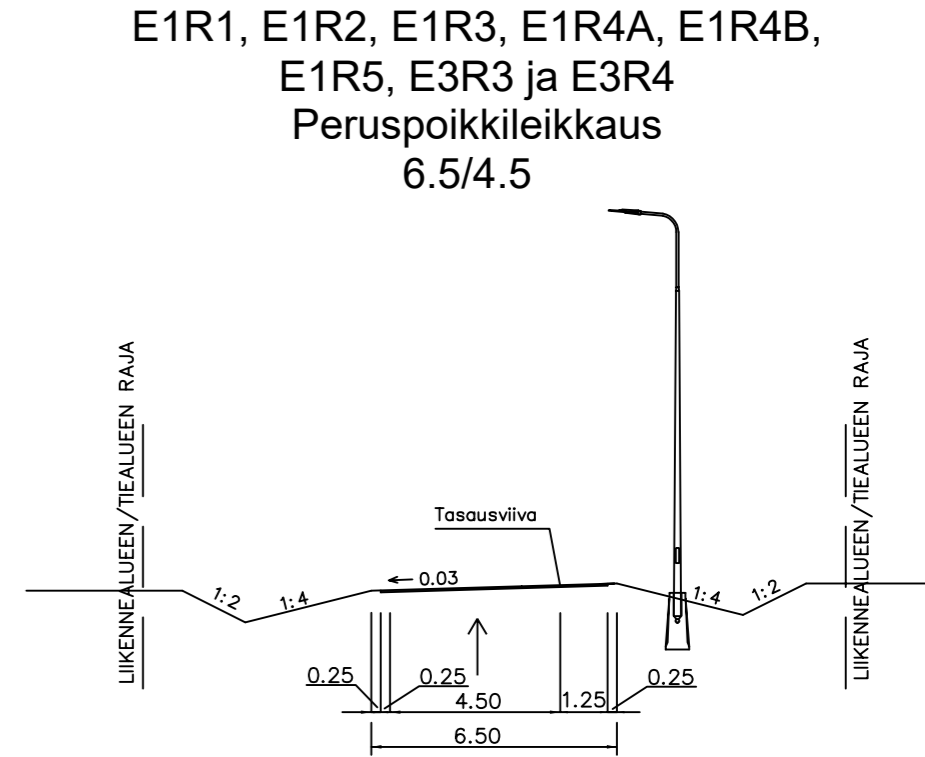 E1R1, E1R2, E1R3, E1R4A, E1R4B,
E1R5, E3R3 ja E3R4
Peruspoikkileikkaus
6.5/4.5
LIIKENNEALUEEN/TIEALUEEN RAJA
LIIKENNEALUEEN/TIEALUEEN RAJA
Tasausviiva
0.03
1:2
1:4
1:4
1:2
0.25
0.25
4.50
1.25
0.25
6.50